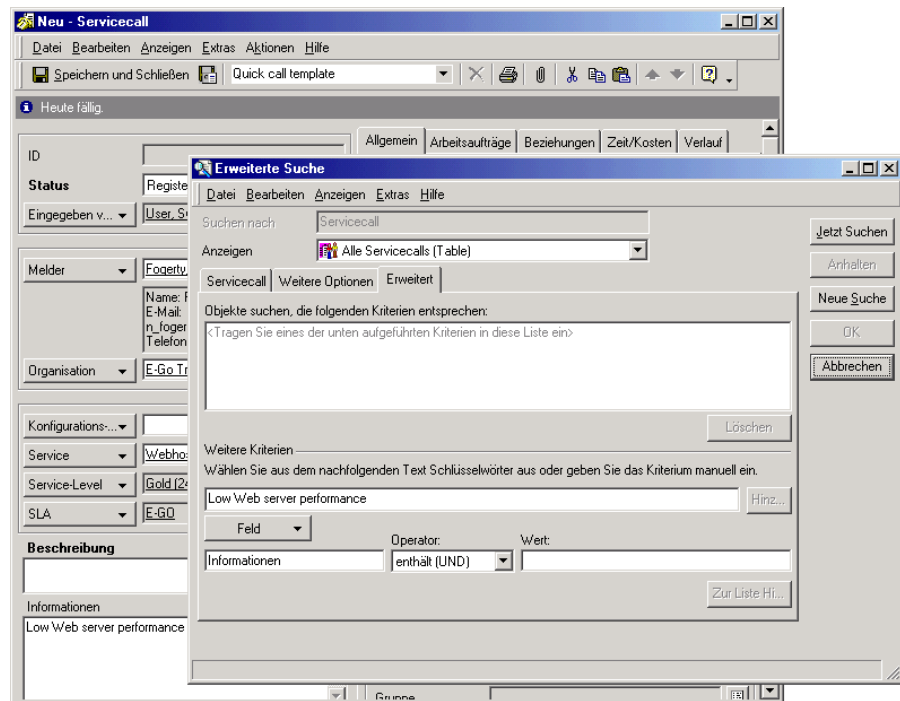 Neu - Servicecall
Datei Bearbeiten Anzeigen Extras Aktionen Hilfe
Speichern und Schließen Quick call template
Heute fällig.
Allgemein Arbeitsaufträge Beziehungen Zeit/Kosten Verlauf
ID
Status Registe
Eingegeben v... User, S
Melder Fogerty,
Name: F
E-Mail:
n_foger
Telefon
Organisation E-Go Tr
Konfigurations-...
Service Webho
Service-Level Gold (24
SLA E-GO
Beschreibung
Informationen
Low Web server performance
Gruppe
Erweiterte Suche
Datei Bearbeiten Anzeigen Extras Hilfe
Suchen nach Servicecall
Anzeigen Alle Servicecalls (Table)
Servicecall Weitere Optionen Erweitert
Objekte suchen, die folgenden Kriterien entsprechen:
<Tragen Sie eines der unten aufgeführten Kriterien in diese Liste ein>
Löschen
Weitere Kriterien
Wählen Sie aus dem nachfolgenden Text Schlüsselwörter aus oder geben Sie das Kriterium manuell ein.
Low Web server performance Hinz...
Feld
Operator: Wert:
Informationen enthält (UND)
Zur Liste Hi...
Jetzt Suchen
Anhalten
Neue Suche
OK
Abbrechen